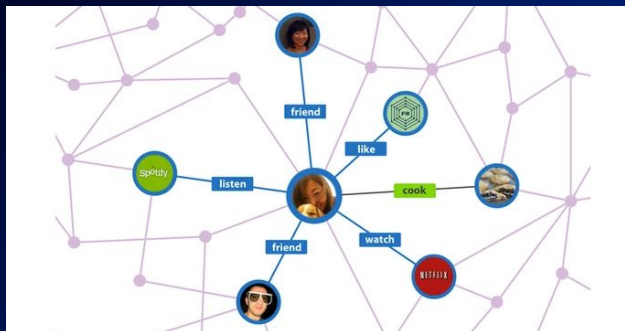 friend
like
Spotify
listen
cook
friend
watch
NETFLIX